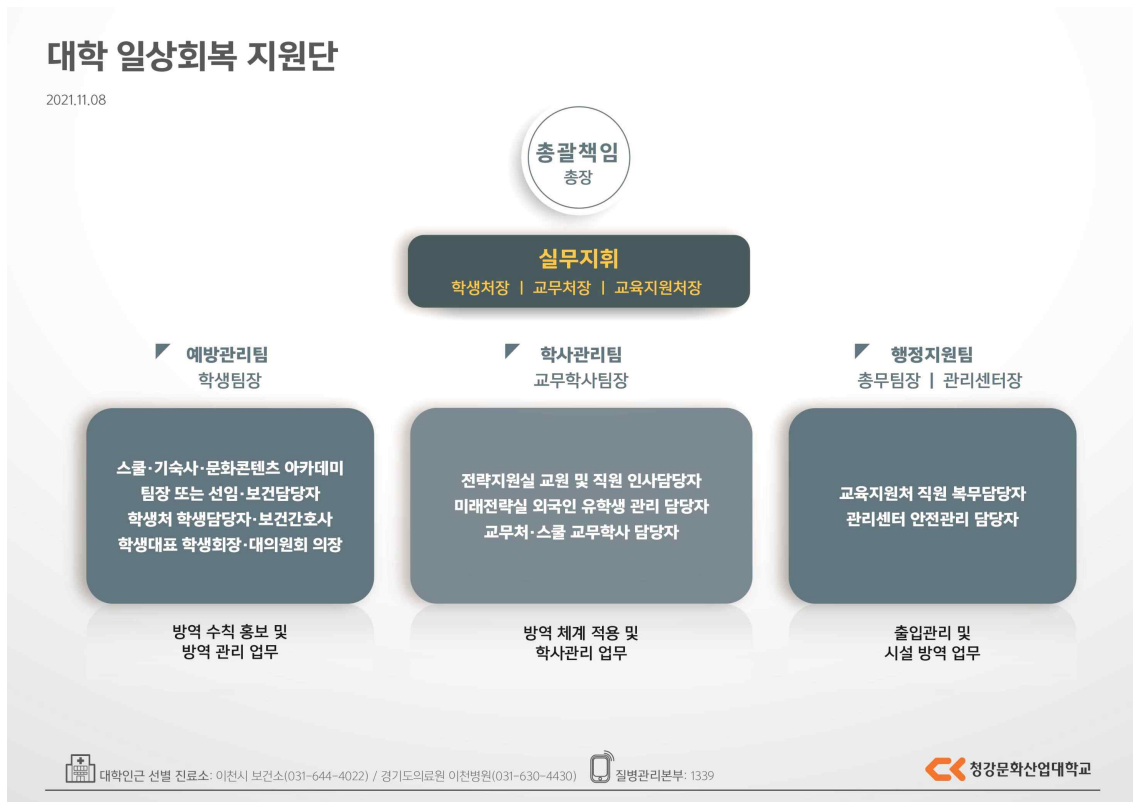 대학 일상회복 지원단
2021.11.08
총괄책임
총장
실무지휘
학생처장 | 교무처장 | 교육지원처장
예방관리팀
학생팀장
스쿨·기숙사·문화콘텐츠 아카데미
팀장 또는 선임·보건담당자
학생처 학생담당자·보건간호사
학생대표 학생회장·대의원회 의장
방역 수칙 홍보 및
방역 관리 업무
학사관리팀
교무학사팀장
전략지원실 교원 및 직원 인사담당자
미래전략실 외국인 유학생 관리 담당자
교무처·스쿨 교무학사 담당자
방역 체계 적용 및
학사관리 업무
행정지원팀
총무팀장 | 관리센터장
교육지원처 직원 복무담당자
관리센터 안전관리 담당자
출입관리 및
시설 방역 업무
대학인근 선별 진료소: 이천시 보건소(031-644-4022) / 경기도의료원 이천병원(031-630-4430)
질병관리본부: 1339
청강문화산업대학교